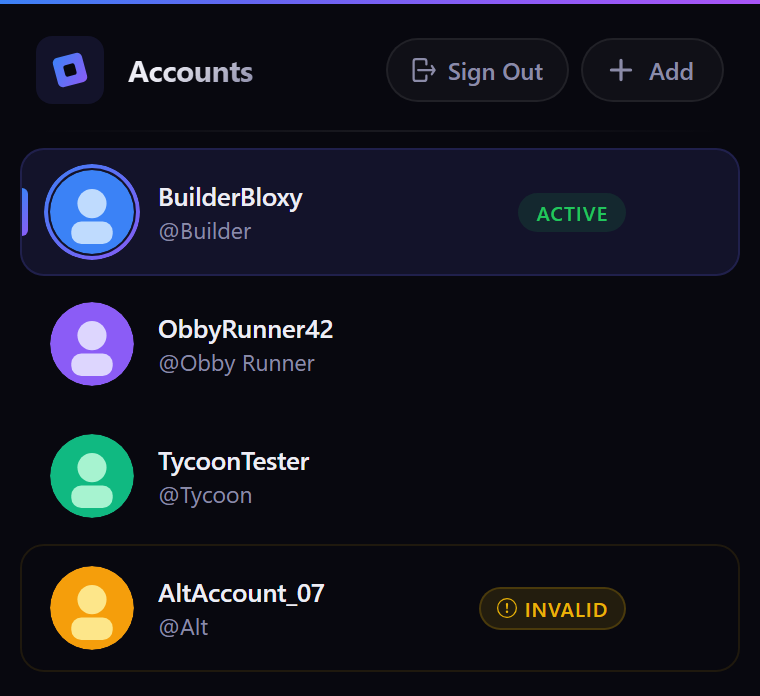 Accounts
Sign Out
Add
BuilderBloxy
@Builder
ACTIVE
ObbyRunner42
@Obby Runner
TycoonTester
@Tycoon
AltAccount_07
@Alt
INVALID